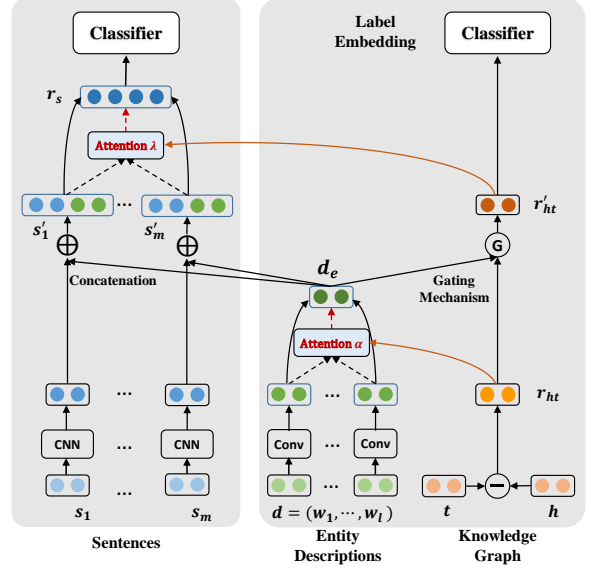 Label
Embedding
Classifier
Classifier
r_s
Attention λ
...
s'_1
s'_m
r'_ht
G
Concatenation
d_e
Gating
Mechanism
Attention α
...
...
r_ht
CNN
...
CNN
Conv
...
Conv
...
...
s_1
s_m
d = (w_1, ⋯, w_l)
t
h
Sentences
Entity
Descriptions
Knowledge
Graph